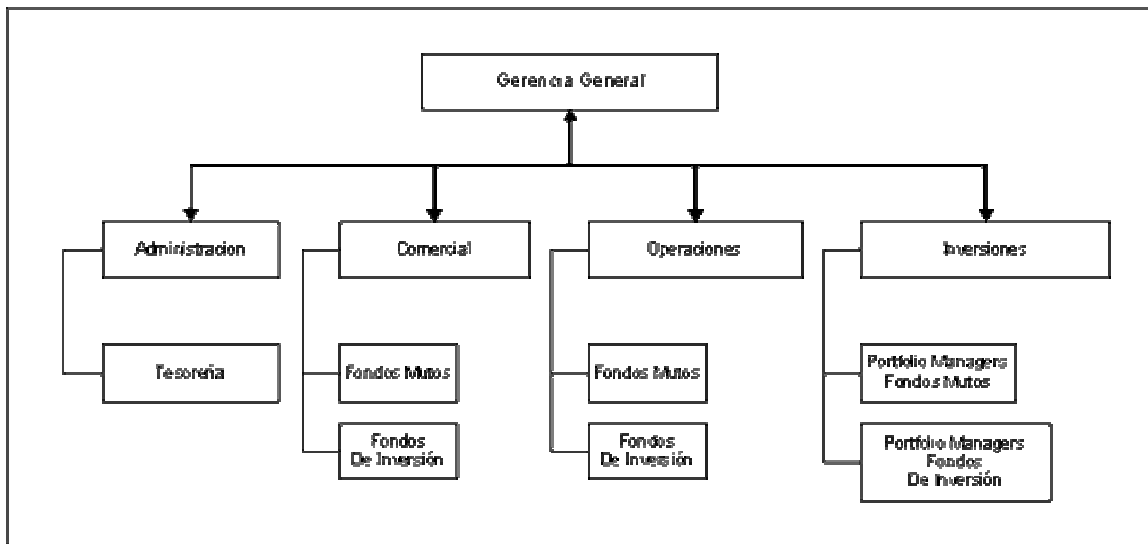 Gerencia General
Administracion
Comercial
Operaciones
Inversiones
Tesoreña
Fondos Mutos
Fondos Mutos
Portfolio Managers
Fondos Mutos
Fondos
De Inversión
Fondos
De Inversión
Portfolio Managers
Fondos
De Inversión